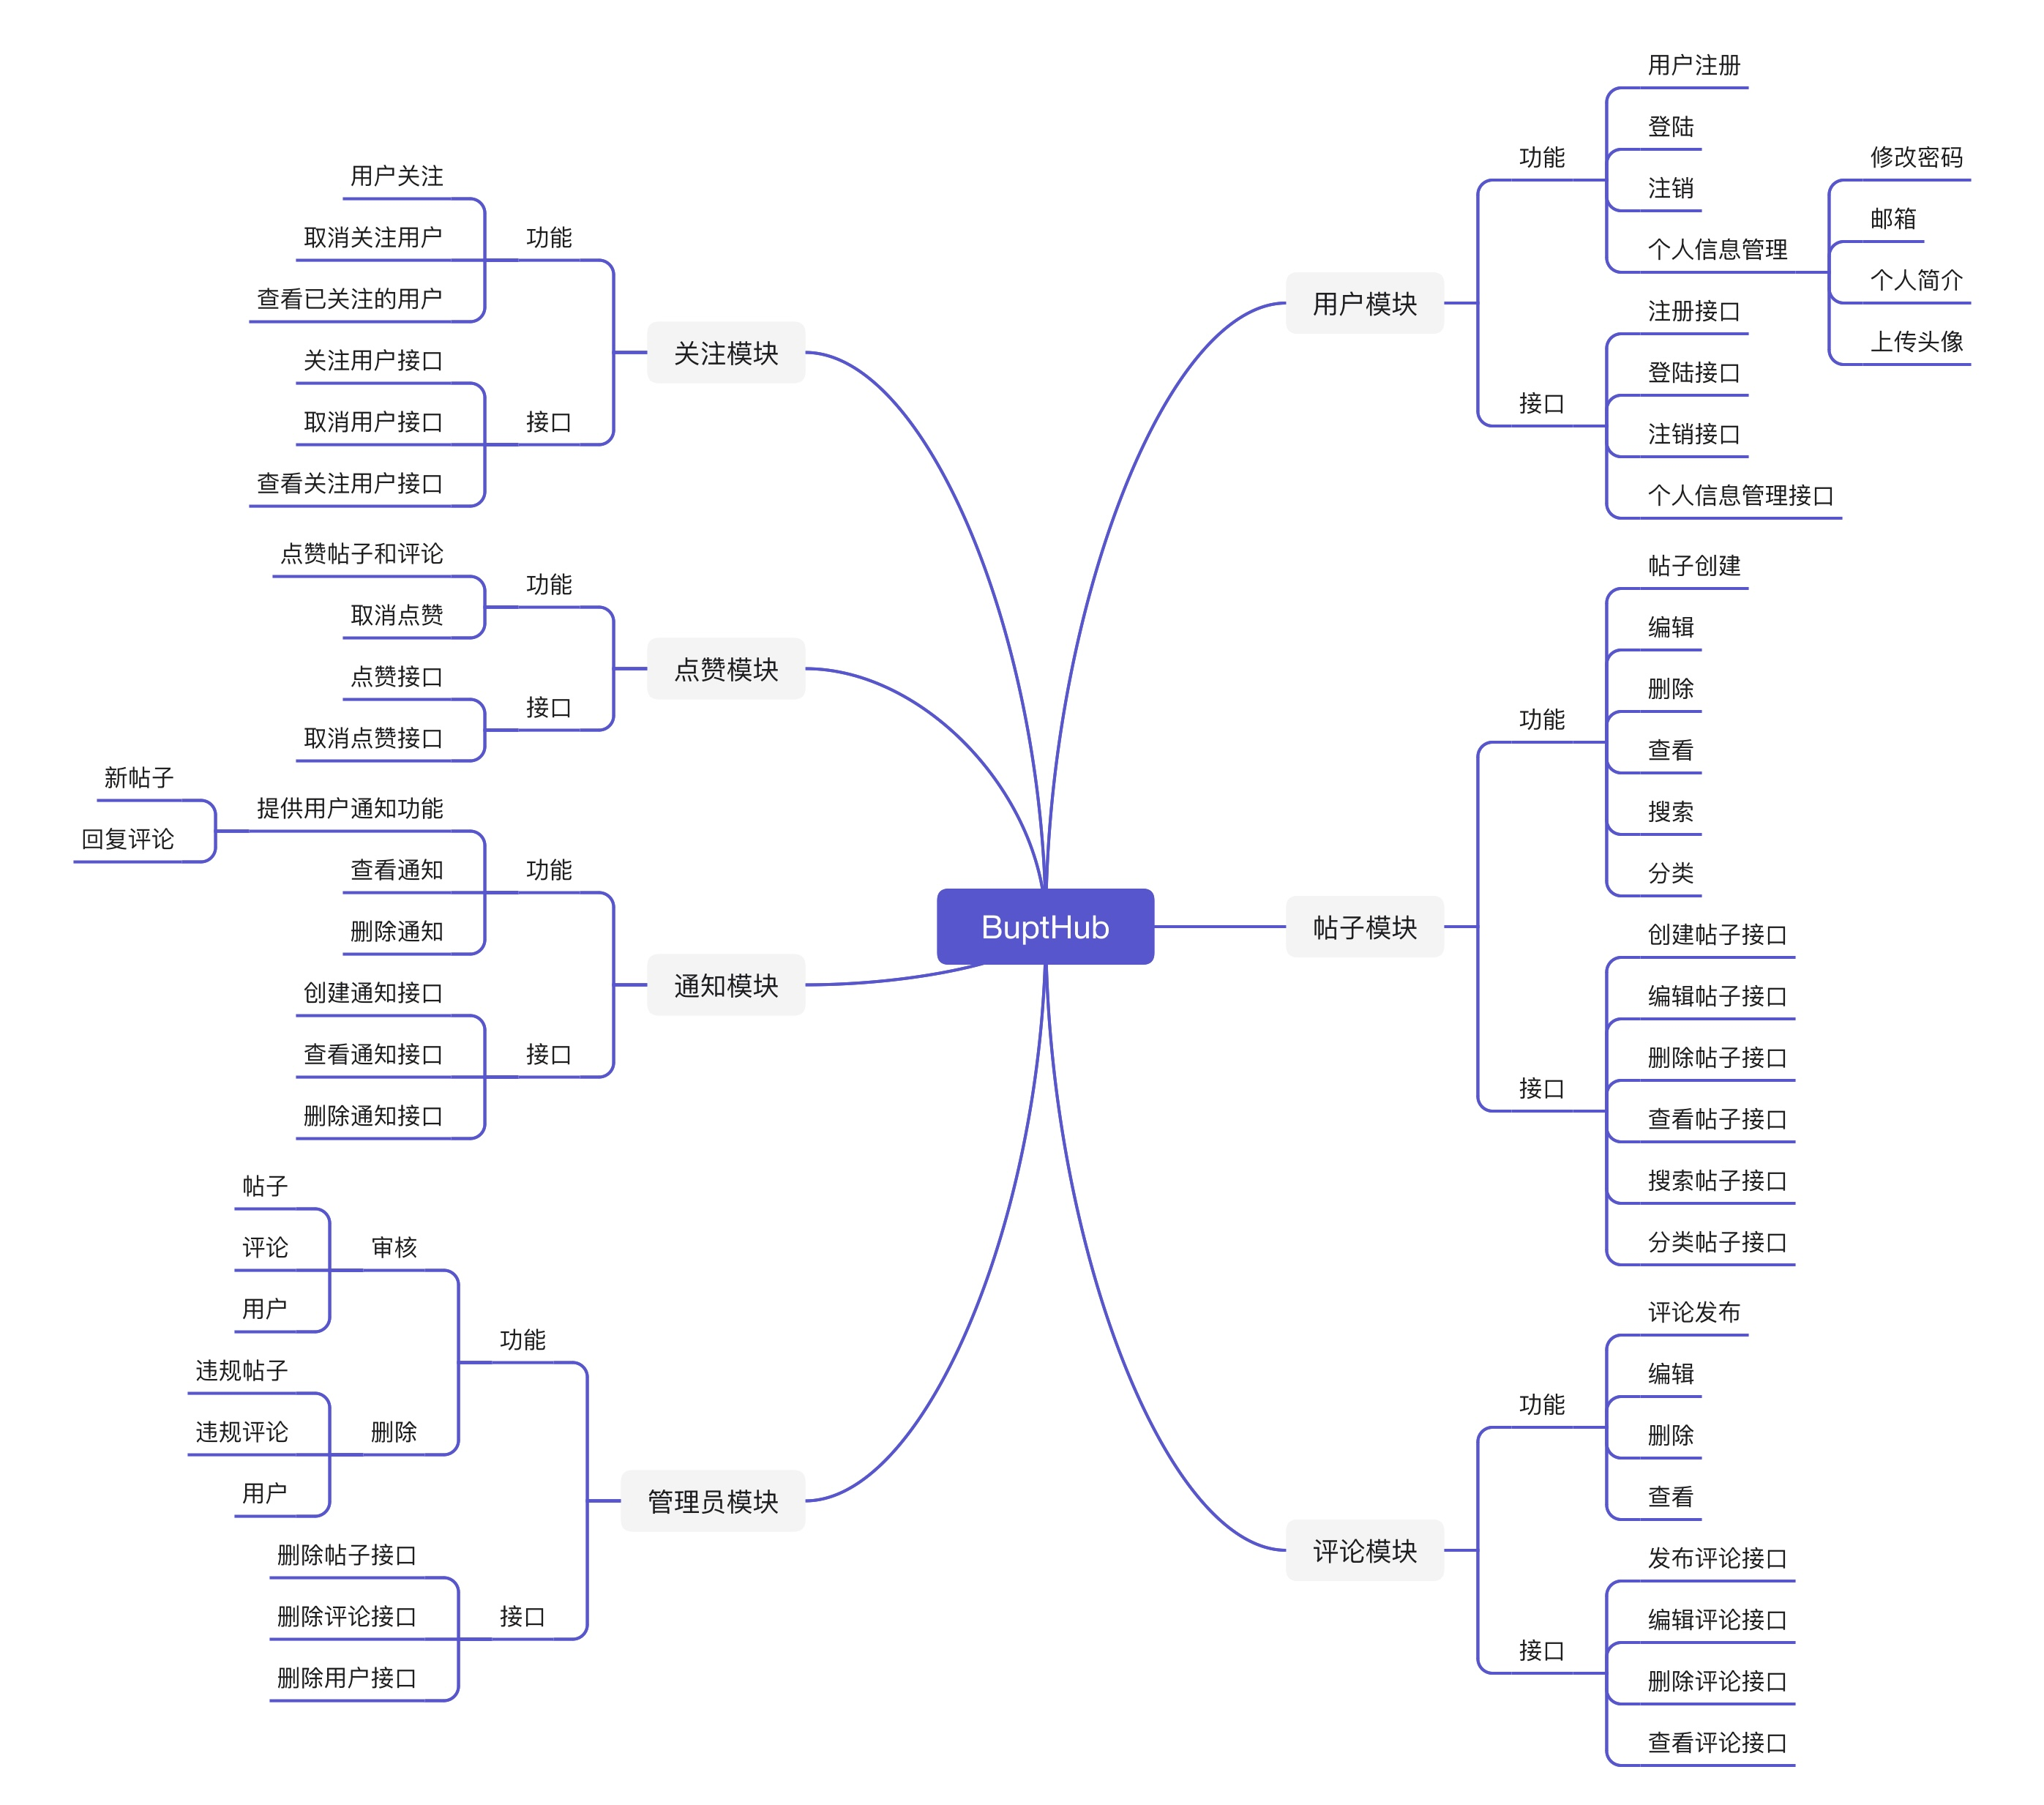 BuptHub
用户模块
功能
用户注册
登陆
注销
个人信息管理
修改密码
邮箱
个人简介
上传头像
接口
注册接口
登陆接口
注销接口
个人信息管理接口
帖子模块
功能
帖子创建
编辑
删除
查看
搜索
分类
接口
创建帖子接口
编辑帖子接口
删除帖子接口
查看帖子接口
搜索帖子接口
分类帖子接口
评论模块
功能
评论发布
编辑
删除
查看
接口
发布评论接口
编辑评论接口
删除评论接口
查看评论接口
关注模块
功能
用户关注
取消关注用户
查看已关注的用户
接口
关注用户接口
取消用户接口
查看关注用户接口
点赞模块
功能
点赞帖子和评论
取消点赞
接口
点赞接口
取消点赞接口
通知模块
功能
提供用户通知功能
新帖子
回复评论
查看通知
删除通知
接口
创建通知接口
查看通知接口
删除通知接口
管理员模块
功能
审核
帖子
评论
用户
删除
违规帖子
违规评论
用户
接口
删除帖子接口
删除评论接口
删除用户接口